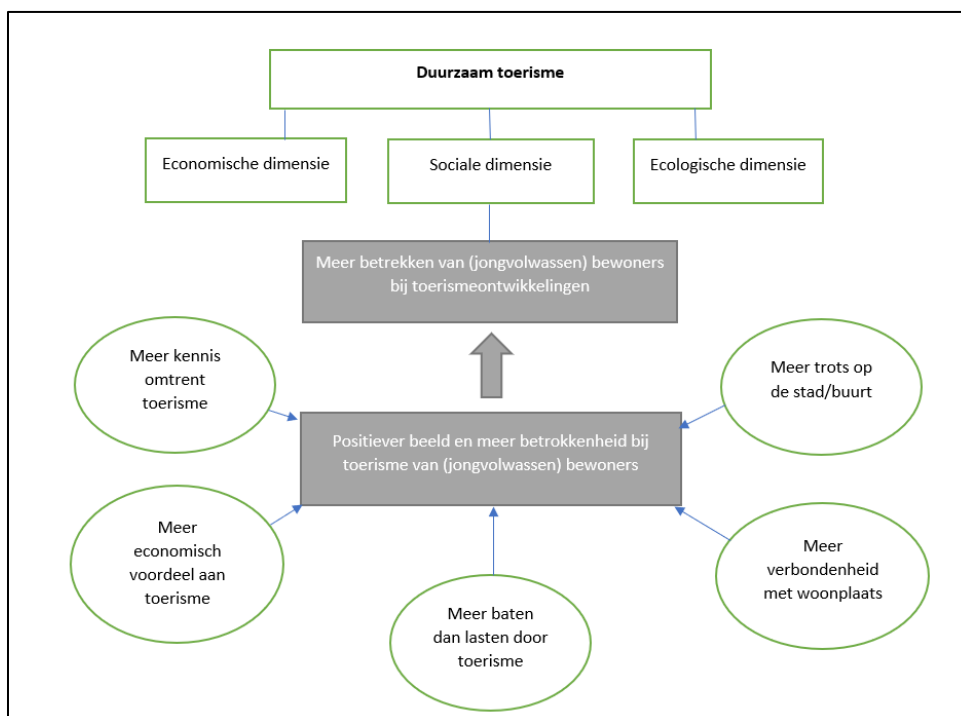 Duurzaam toerisme
Economische dimensie
Sociale dimensie
Ecologische dimensie
Meer betrekken van (jongvolwassen) bewoners
bij toerismeontwikkelingen
Meer kennis
omtrent
toerisme
Meer trots op
de stad/buurt
Positiever beeld en meer betrokkenheid bij
toerisme van (jongvolwassen) bewoners
Meer
economisch
voordeel aan
toerisme
Meer baten
dan lasten door
toerisme
Meer
verbondenheid
met woonplaats